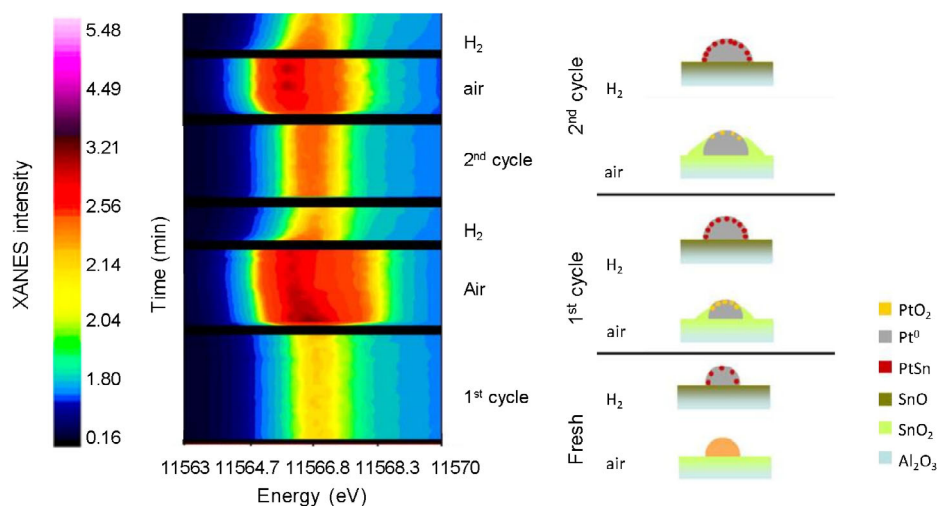 XANES intensity
5.48
4.49
3.21
2.56
2.14
2.04
1.80
0.16
Time (min)
H₂
air
2nd cycle
H₂
Air
1st cycle
11563 11564.7 11566.8 11568.3 11570
Energy (eV)
2nd cycle
H₂
air
1st cycle
H₂
air
Fresh
H₂
air
PtO₂
Pt⁰
PtSn
SnO
SnO₂
Al₂O₃